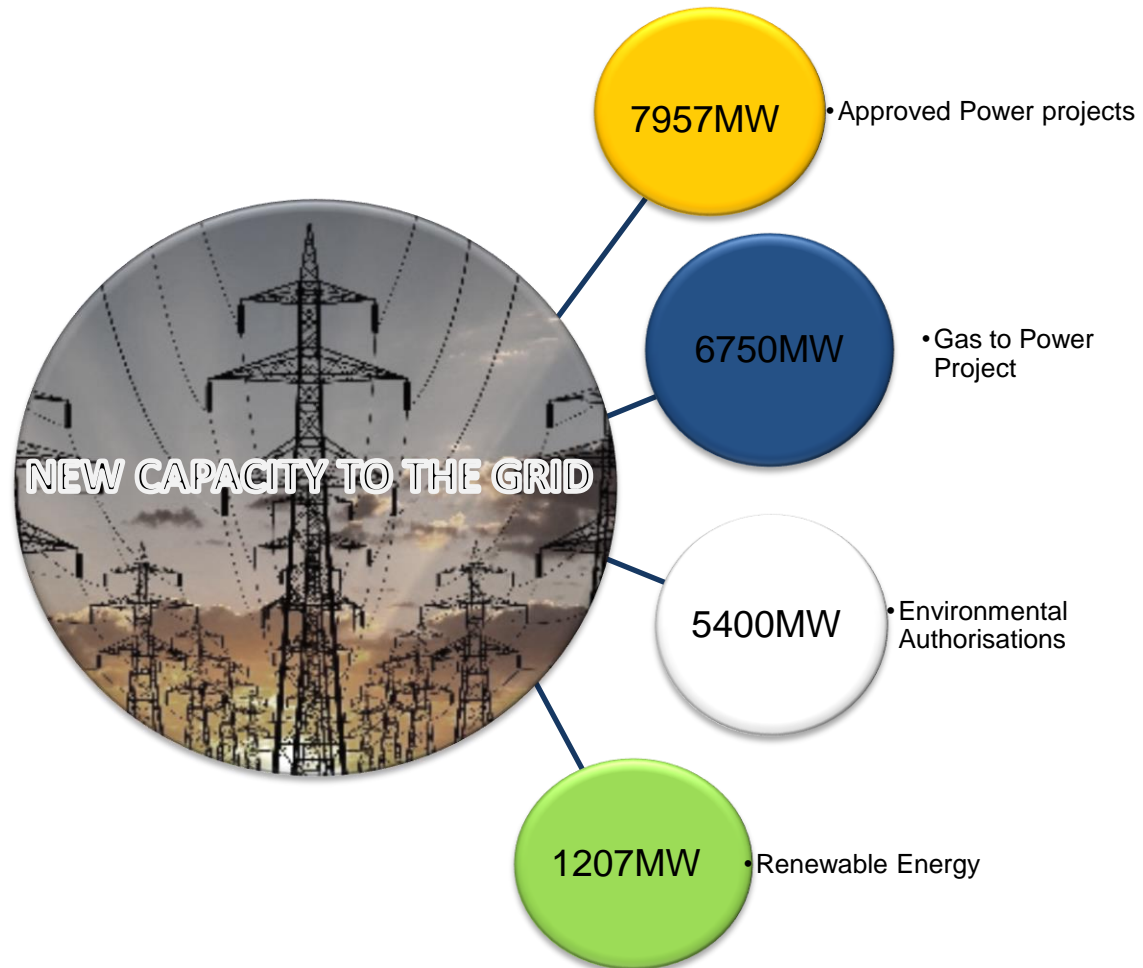 7957MW
• Approved Power projects
6750MW
• Gas to Power
Project
NEW CAPACITY TO THE GRID
5400MW
• Environmental
Authorisations
1207MW
• Renewable Energy